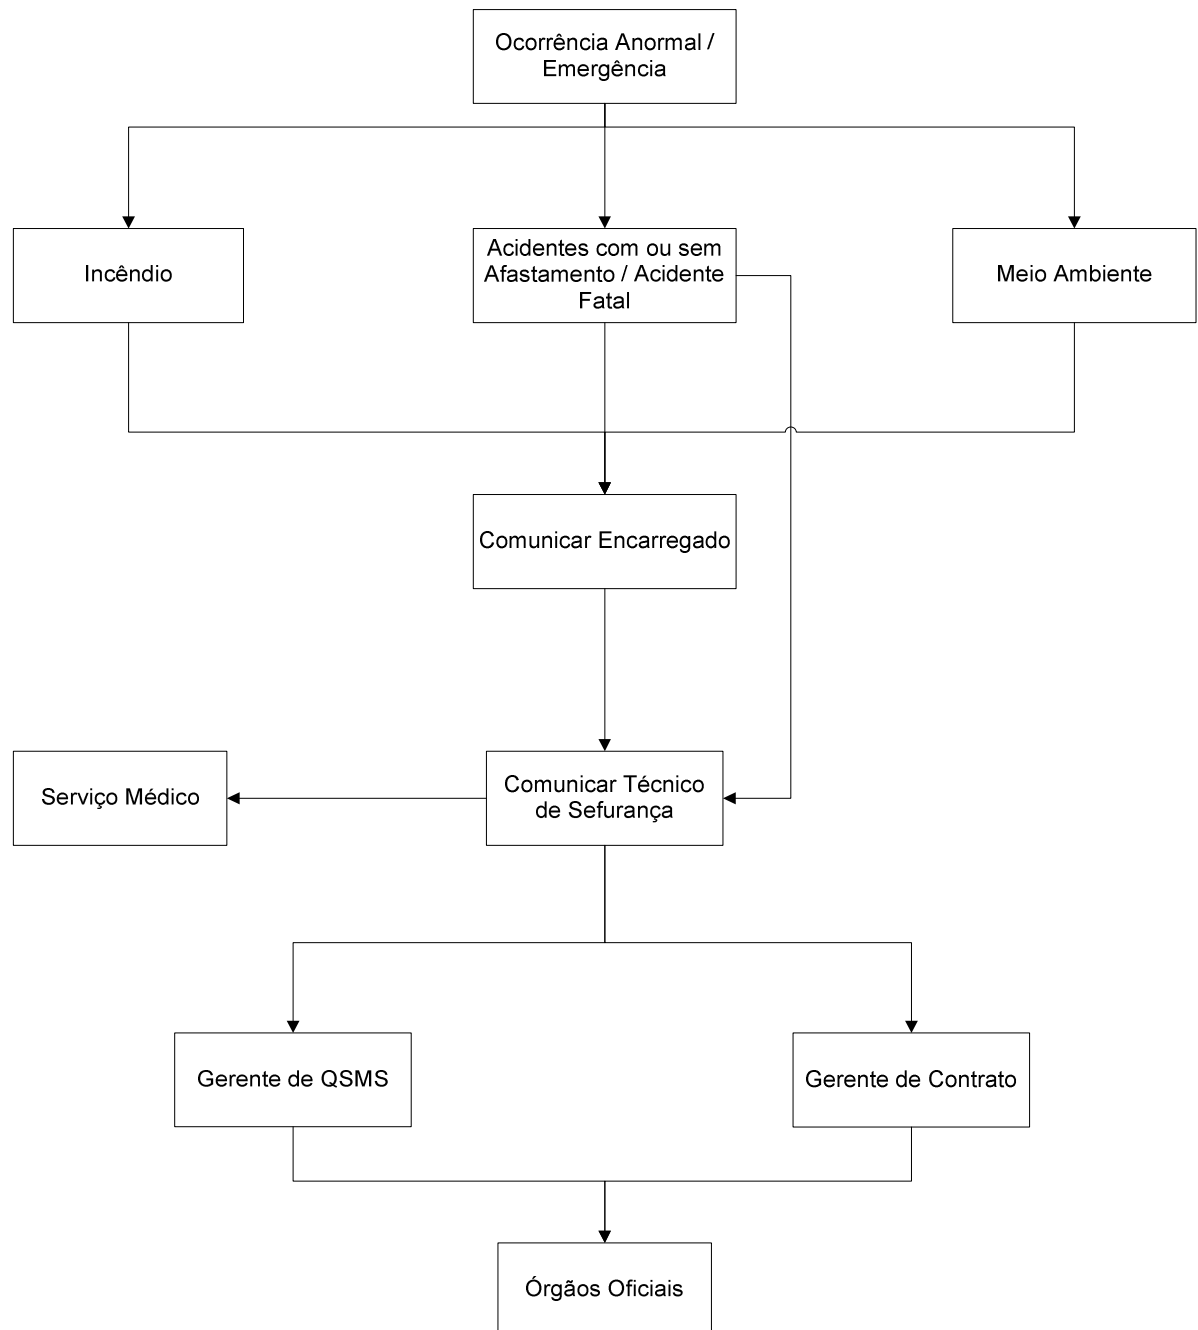 Ocorrência Anormal /
Emergência
Incêndio
Acidentes com ou sem
Afastamento / Acidente
Fatal
Meio Ambiente
Comunicar Encarregado
Serviço Médico
Comunicar Técnico
de Sefurança
Gerente de QSMS
Gerente de Contrato
Órgãos Oficiais